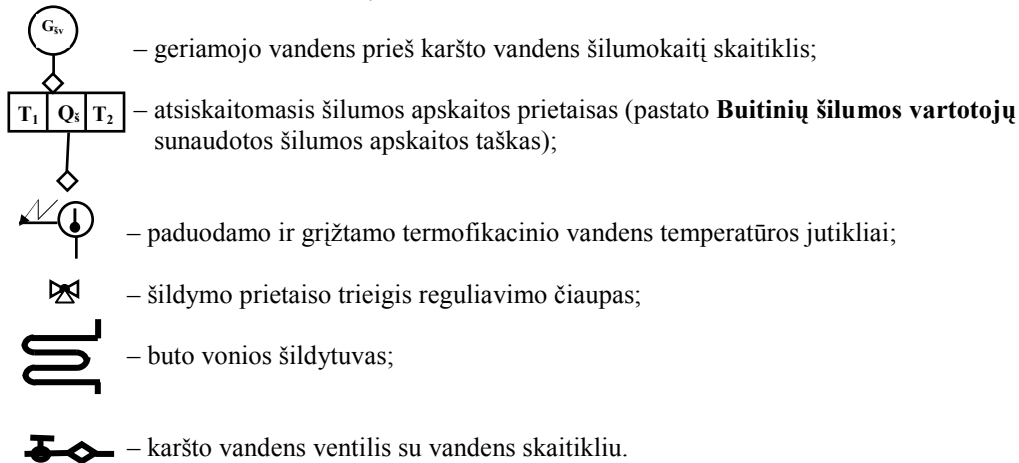 Gšv
– geriamojo vandens prieš karšto vandens šilumokaitį skaitiklis;
T1 Qš T2 – atsiskaitomasis šilumos apskaitos prietaisas (pastato Buitinių šilumos vartotojų
sunaudotos šilumos apskaitos taškas);
– paduodamo ir grįžtamo termofikacinio vandens temperatūros jutikliai;
– šildymo prietaiso trieigis reguliavimo čiaupas;
– buto vonios šildytuvas;
– karšto vandens ventilis su vandens skaitikliu.